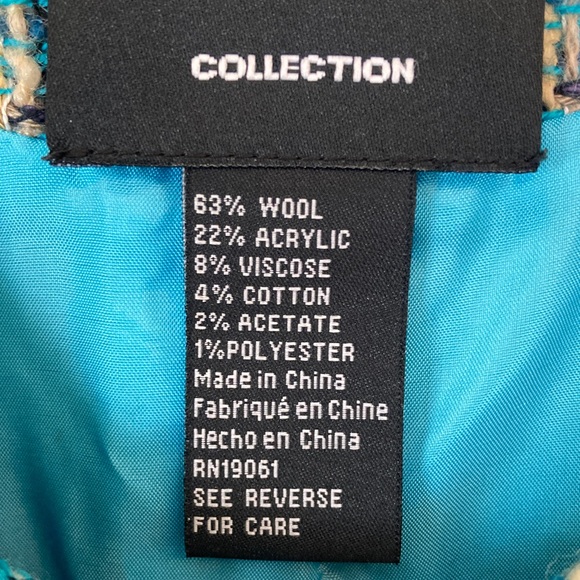 COLLECTION
63% WOOL
22% ACRYLIC
8% VISCOSE
4% COTTON
2% ACETATE
1%POLYESTER
Made in China
Fabriqué en Chine
Hecho en China
RN19061
SEE REVERSE
FOR CARE